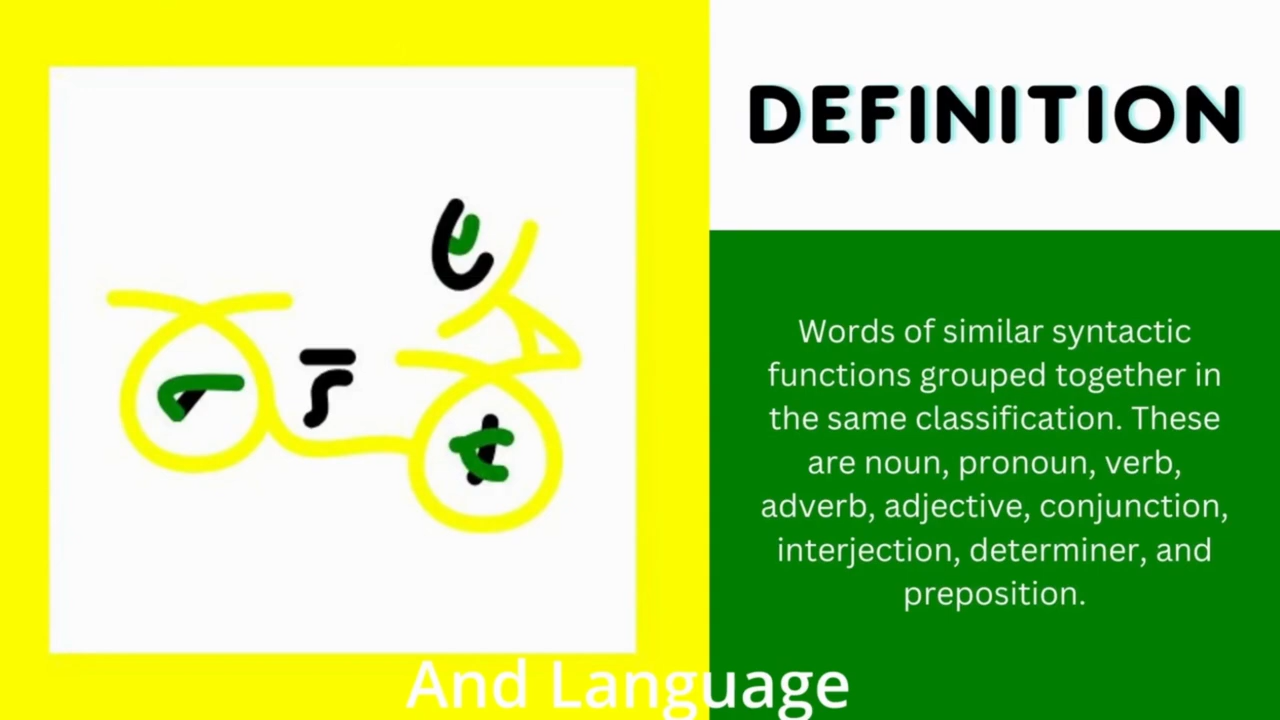 DEFINITION
Words of similar syntactic
functions grouped together in
the same classification. These
are noun, pronoun, verb,
adverb, adjective, conjunction,
interjection, determiner, and
preposition.
And Language